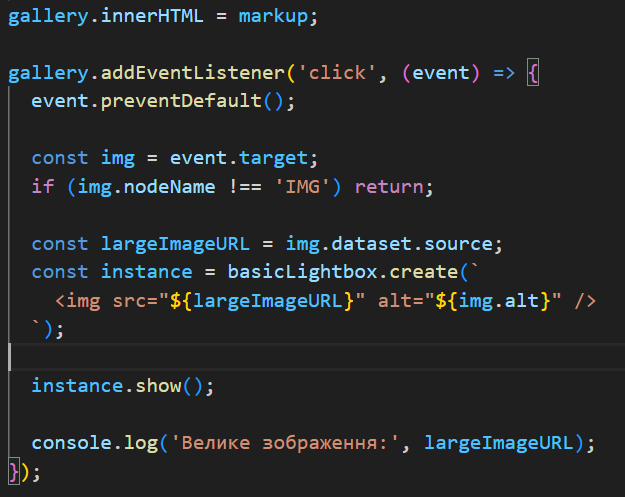 gallery.innerHTML = markup;
gallery.addEventListener('click', (event) => {
event.preventDefault();
const img = event.target;
if (img.nodeName !== 'IMG') return;
const largeImageURL = img.dataset.source;
const instance = basicLightbox.create(`
<img src="${largeImageURL}" alt="${img.alt}" />
`);
instance.show();
console.log('Велике зображення:', largeImageURL);
});